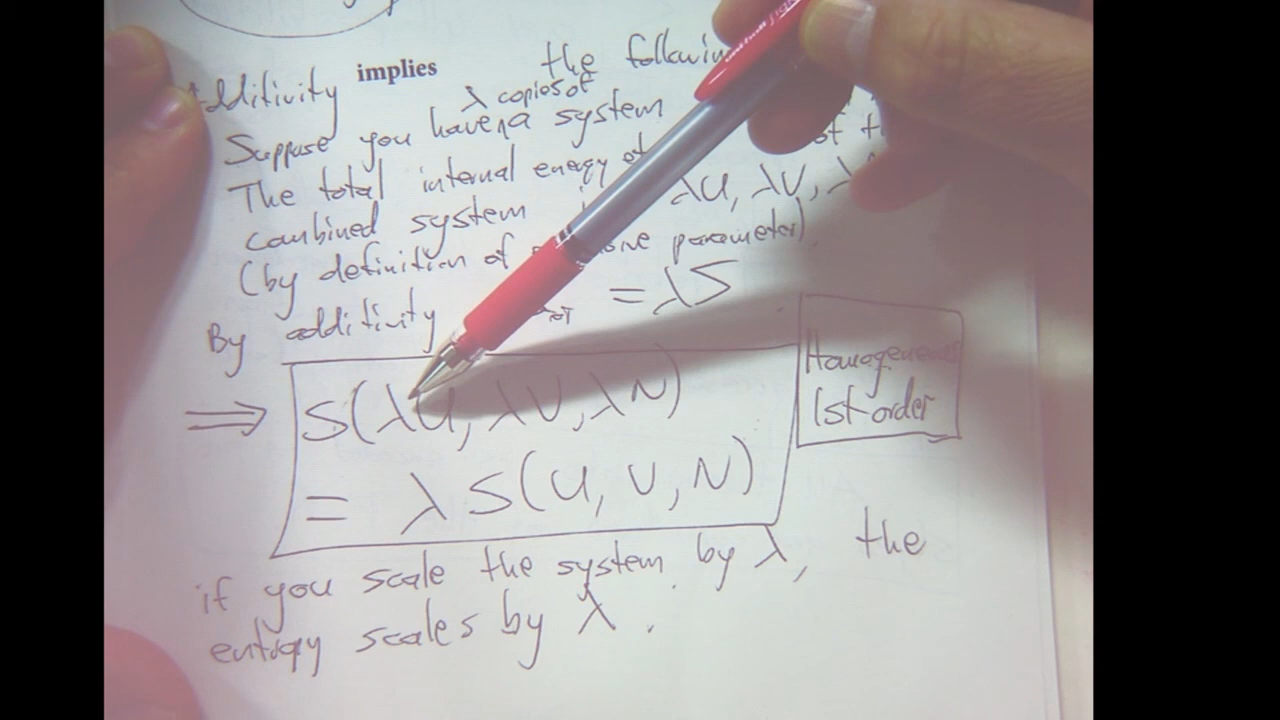 Additivity implies the following
λ copies of
Suppose you have a system
The total internal energy of
combined system λU, λV, λ
(by definition of parameter).
By additivity = λS
⇒ S(λU, λV, λN)
= λ S(U, V, N)
Homogeneous
1st order
if you scale the system by λ, the
entropy scales by λ.